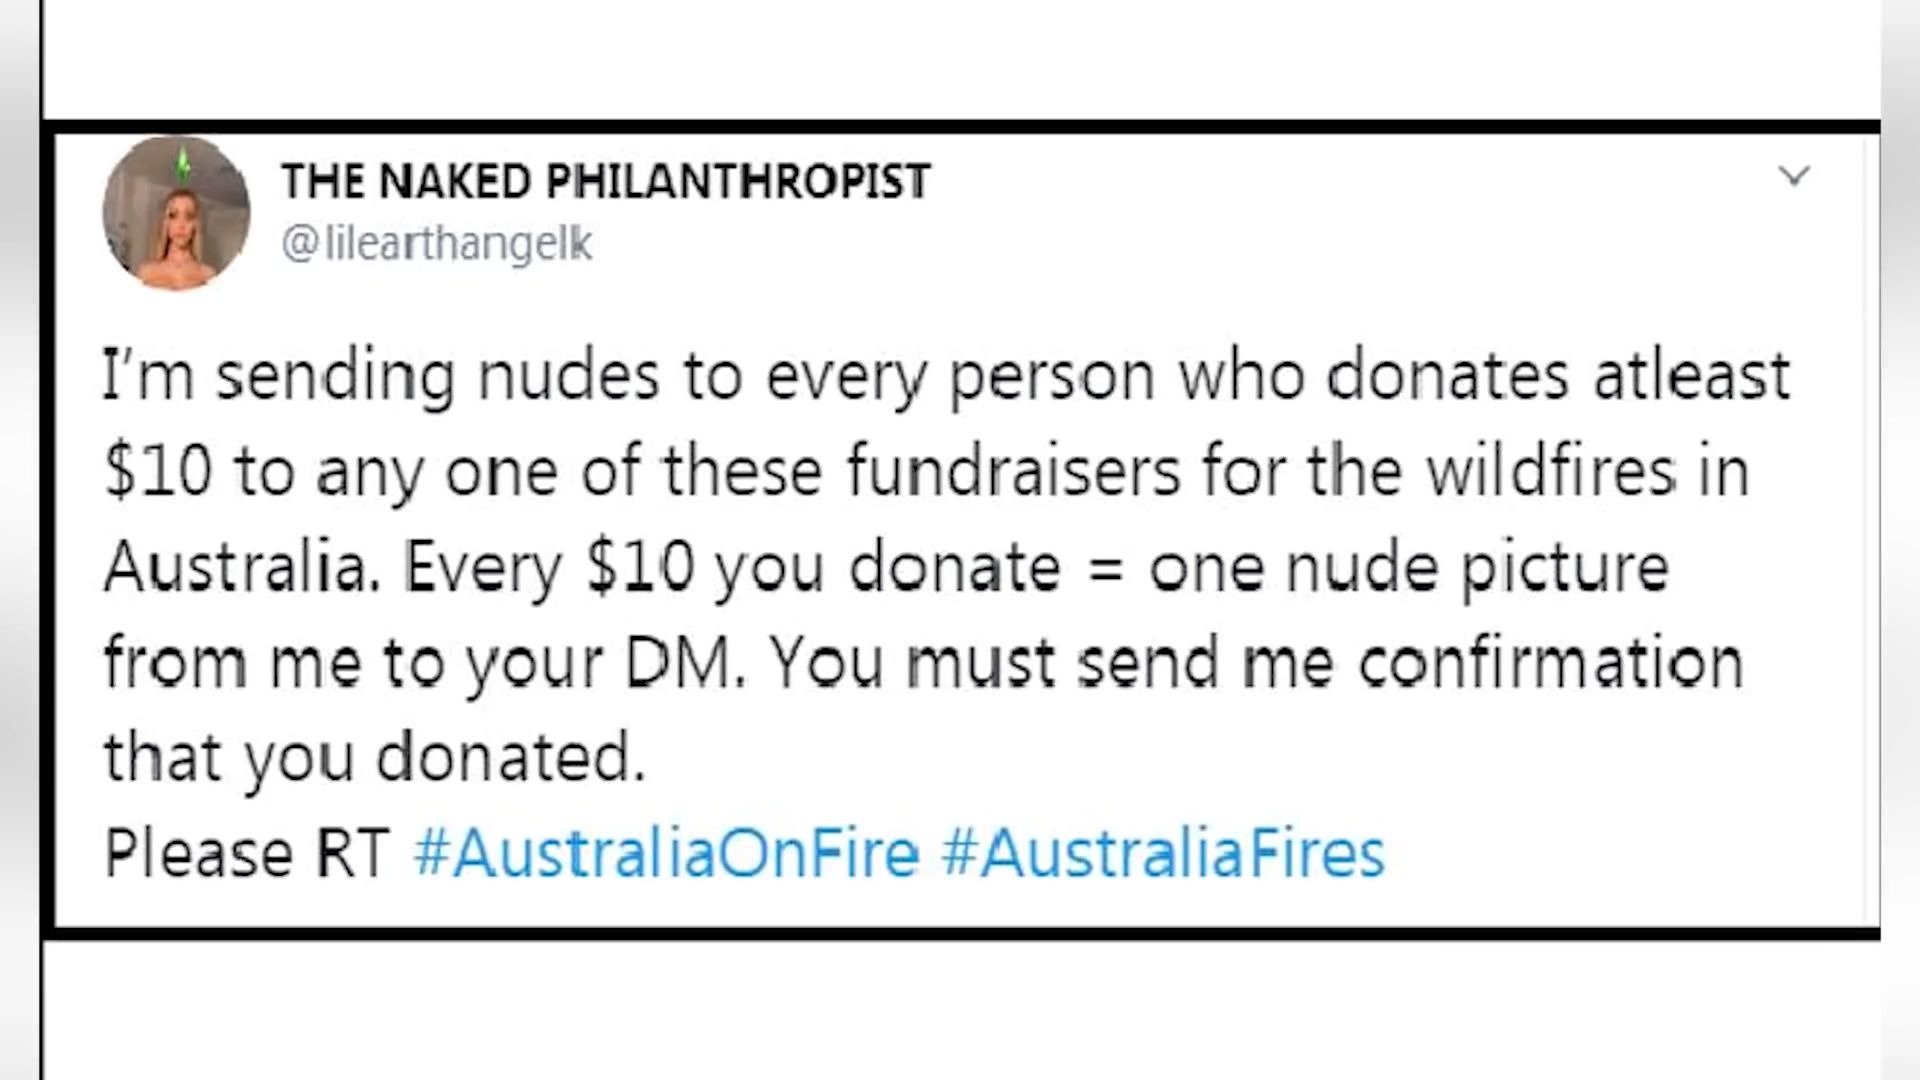 THE NAKED PHILANTHROPIST
@lilearthangelk
I'm sending nudes to every person who donates atleast
$10 to any one of these fundraisers for the wildfires in
Australia. Every $10 you donate = one nude picture
from me to your DM. You must send me confirmation
that you donated.
Please RT #AustraliaOnFire #AustraliaFires